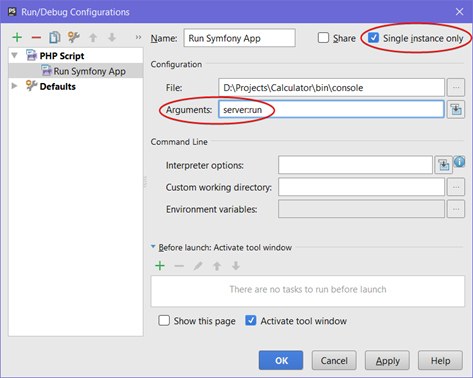 PS Run/Debug Configurations
PHP Script
Run Symfony App
Defaults
Name: Run Symfony App
Share
Single instance only
Configuration
File: D:\Projects\Calculator\bin\console
Arguments: server:run
Command Line
Interpreter options:
Custom working directory:
Environment variables:
Before launch: Activate tool window
There are no tasks to run before launch
Show this page
Activate tool window
OK Cancel Apply Help